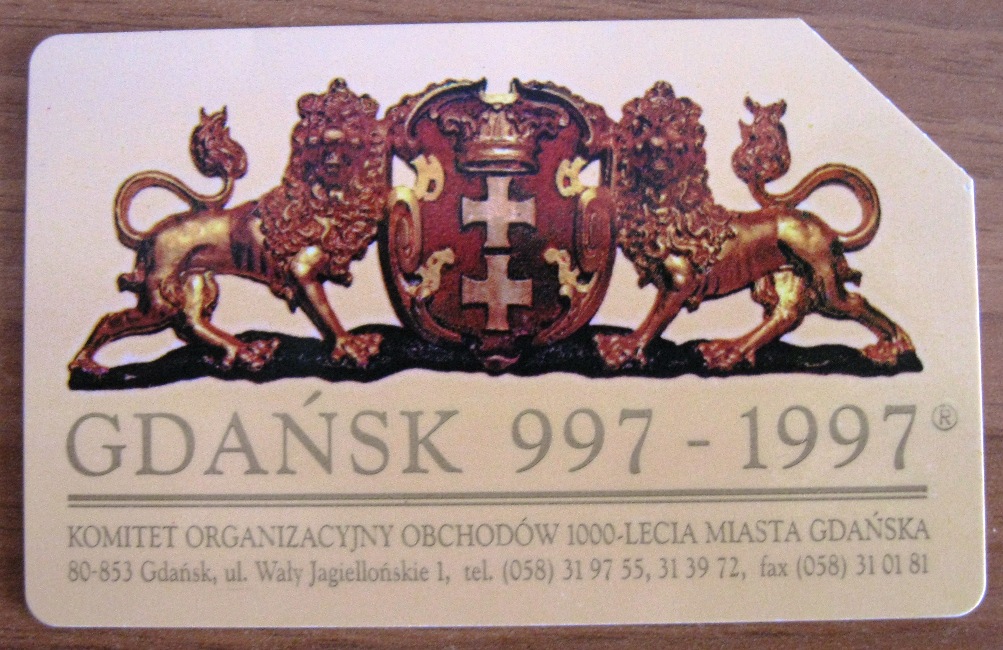 GDAŃSK 997 - 1997®
KOMITET ORGANIZACYJNY OBCHODÓW 1000-LECIA MIASTA GDAŃSKA
80-853 Gdańsk, ul. Wały Jagiellońskie 1, tel. (058) 31 97 55, 31 39 72, fax (058) 31 01 81